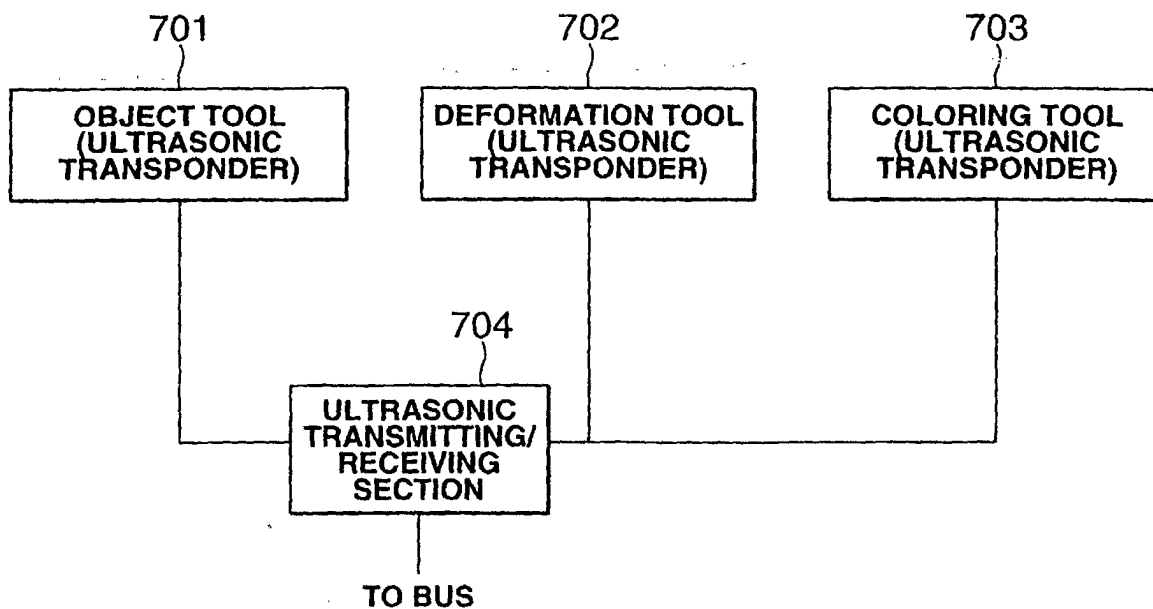 701
702
703
OBJECT TOOL
(ULTRASONIC
TRANSPONDER)
DEFORMATION TOOL
(ULTRASONIC
TRANSPONDER)
COLORING TOOL
(ULTRASONIC
TRANSPONDER)
704
ULTRASONIC
TRANSMITTING/
RECEIVING
SECTION
TO BUS